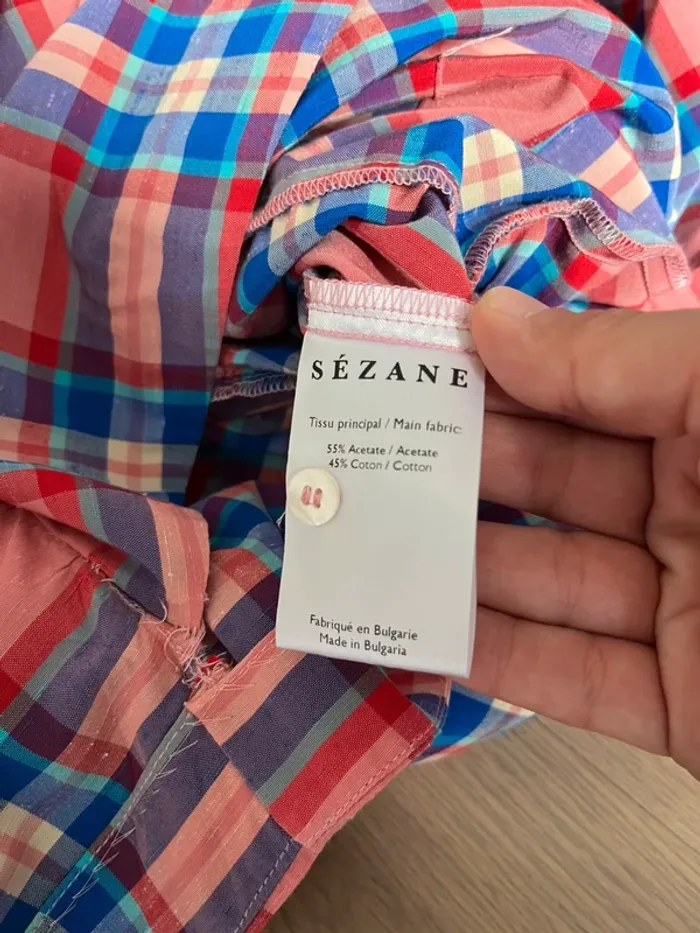 SÉZANE
Tissu principal / Main fabric:
55% Acetate / Acetate
45% Coton / Cotton
Fabriqué en Bulgarie
Made in Bulgaria